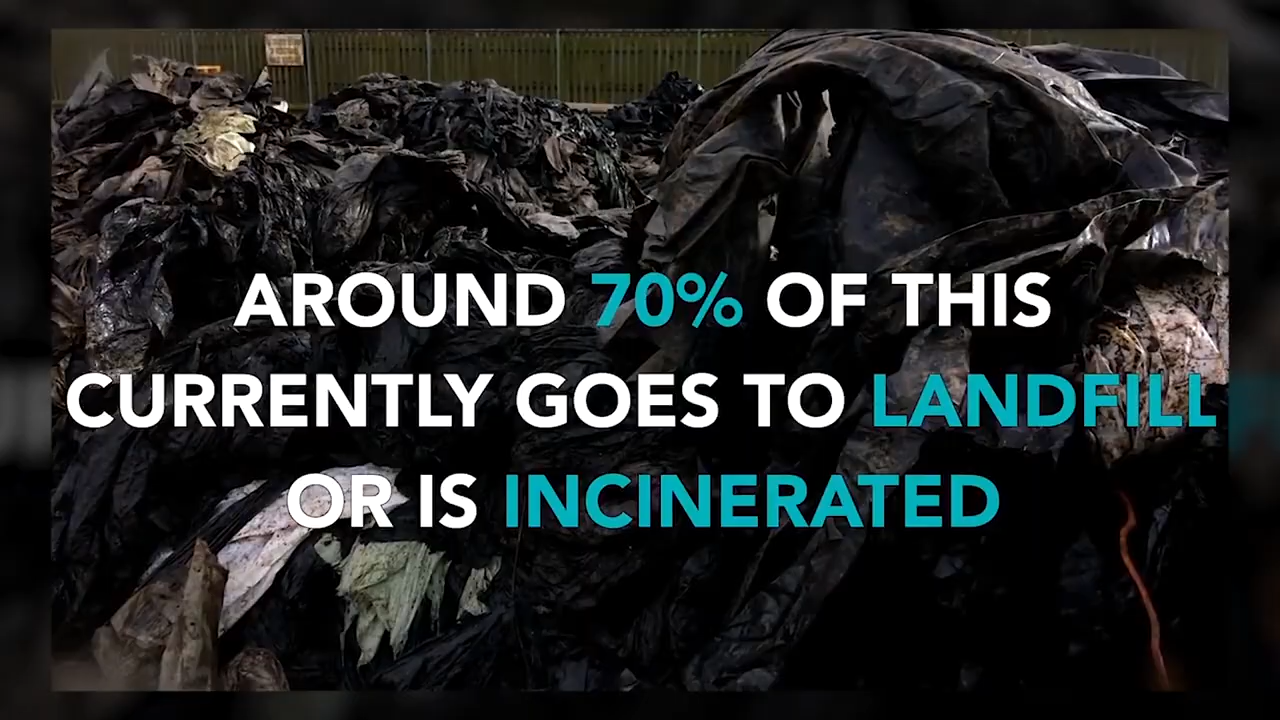 AROUND 70% OF THIS
CURRENTLY GOES TO LANDFILL
OR IS INCINERATED